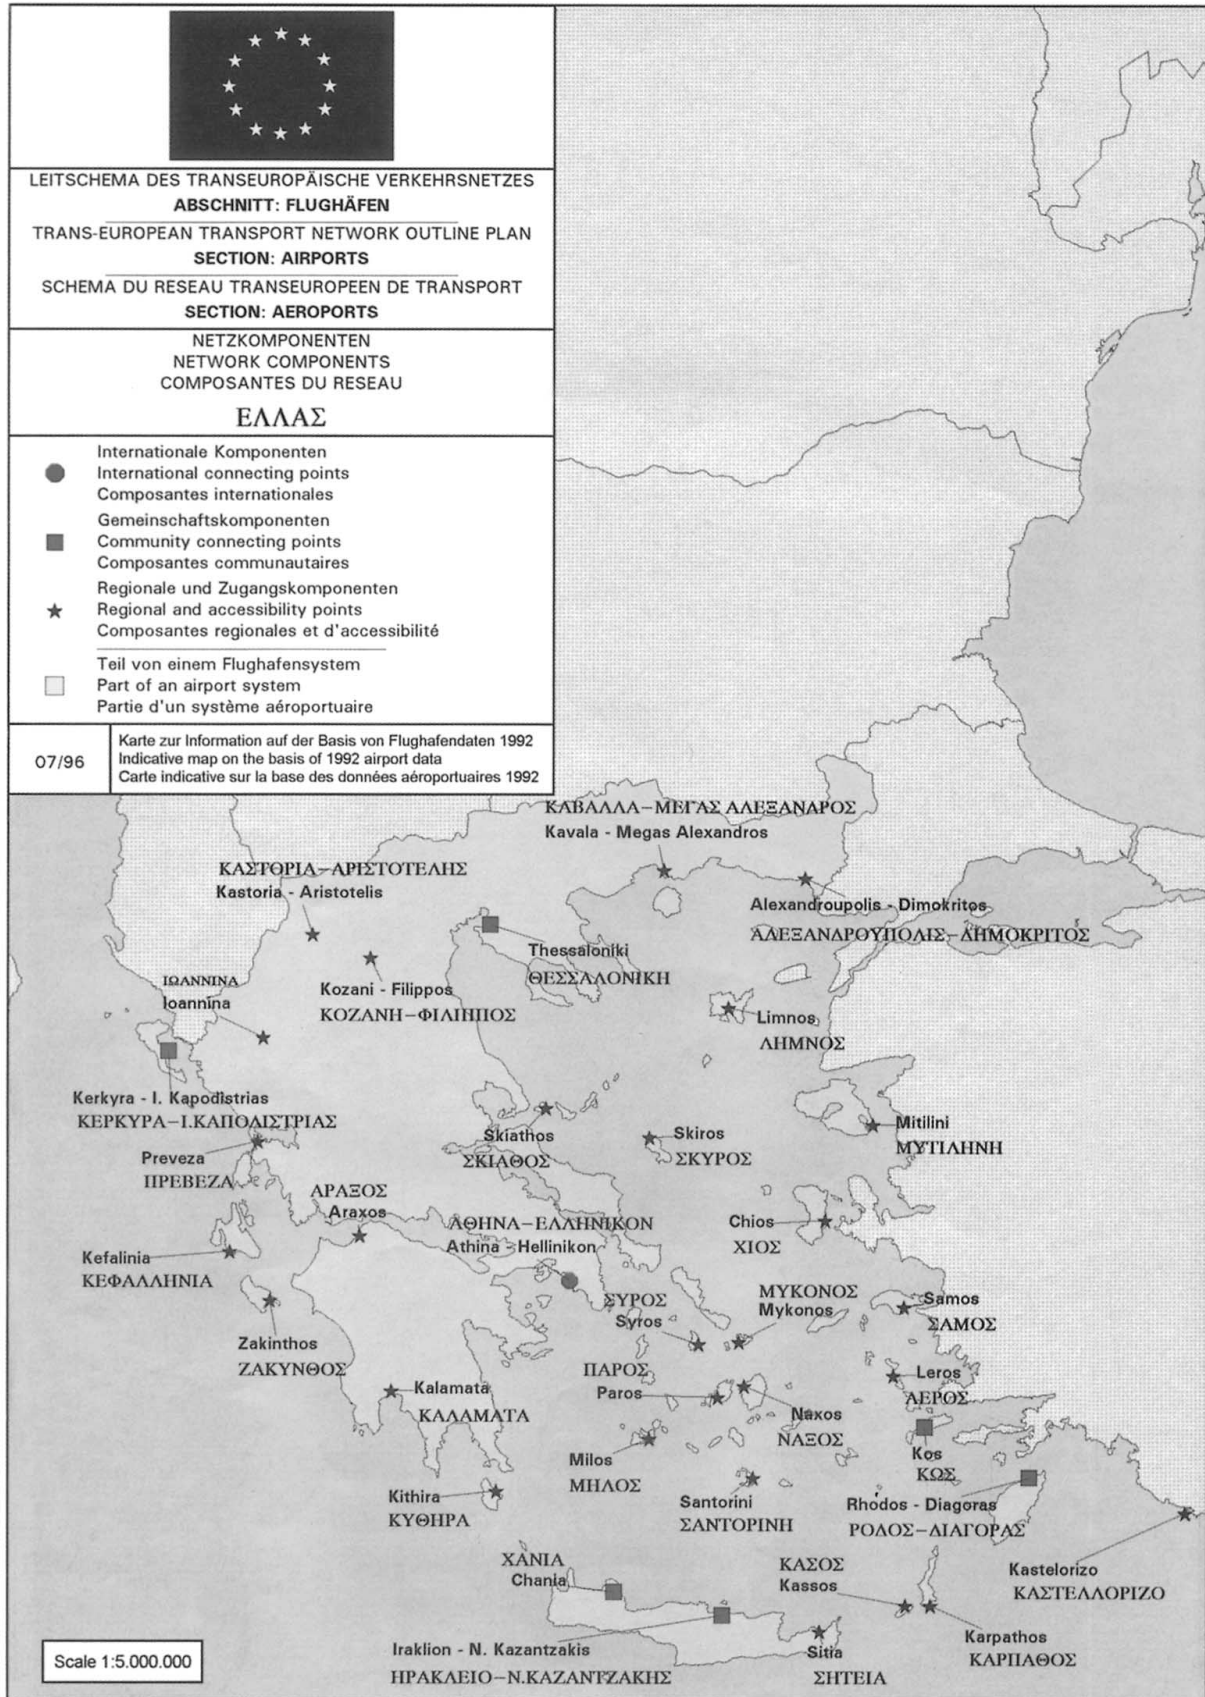 LEITSCHEMA DES TRANSEUROPÄISCHE VERKEHRSNETZES
ABSCHNITT: FLUGHÄFEN
TRANS-EUROPEAN TRANSPORT NETWORK OUTLINE PLAN
SECTION: AIRPORTS
SCHEMA DU RESEAU TRANSEUROPEEN DE TRANSPORT
SECTION: AEROPORTS
NETZKOMPONENTEN
NETWORK COMPONENTS
COMPOSANTES DU RESEAU
ΕΛΛΑΣ
Internationale Komponenten
International connecting points
Composantes internationales
Gemeinschaftskomponenten
Community connecting points
Composantes communautaires
Regionale und Zugangskomponenten
Regional and accessibility points
Composantes regionales et d'accessibilité
Teil von einem Flughafensystem
Part of an airport system
Partie d'un système aéroportuaire
07/96
Karte zur Information auf der Basis von Flughafendaten 1992
Indicative map on the basis of 1992 airport data
Carte indicative sur la base des données aéroportuaires 1992
ΚΑΒΑΛΛΑ–ΜΕΓΑΣ ΑΛΕΞΑΝΔΡΟΣ
Kavala - Megas Alexandros
ΚΑΣΤΟΡΙΑ–ΑΡΙΣΤΟΤΕΛΗΣ
Kastoria - Aristotelis
Alexandroupolis - Dimokritos
ΑΛΕΞΑΝΔΡΟΥΠΟΛΙΣ–ΔΗΜΟΚΡΙΤΟΣ
Thessaloniki
ΘΕΣΣΑΛΟΝΙΚΗ
ΙΩΑΝΝΙΝΑ
Ioannina
Kozani - Filippos
ΚΟΖΑΝΗ–ΦΙΛΙΠΠΟΣ
Limnos
ΛΗΜΝΟΣ
Kerkyra - I. Kapodistrias
ΚΕΡΚΥΡΑ–Ι.ΚΑΠΟΔΙΣΤΡΙΑΣ
Skiathos
ΣΚΙΑΘΟΣ
Skiros
ΣΚΥΡΟΣ
Mitilini
ΜΥΤΙΛΗΝΗ
Preveza
ΠΡΕΒΕΖΑ
ΑΡΑΞΟΣ
Araxos
ΑΘΗΝΑ–ΕΛΛΗΝΙΚΟΝ
Athina - Hellinikon
Chios
ΧΙΟΣ
Kefalinia
ΚΕΦΑΛΛΗΝΙΑ
ΣΥΡΟΣ
Syros
ΜΥΚΟΝΟΣ
Mykonos
Samos
ΣΑΜΟΣ
Zakinthos
ΖΑΚΥΝΘΟΣ
ΠΑΡΟΣ
Paros
Leros
ΛΕΡΟΣ
Kalamata
ΚΑΛΑΜΑΤΑ
Naxos
ΝΑΞΟΣ
Milos
ΜΗΛΟΣ
Kos
ΚΩΣ
Kithira
ΚΥΘΗΡΑ
Santorini
ΣΑΝΤΟΡΙΝΗ
Rhodos - Diagoras
ΡΟΔΟΣ–ΔΙΑΓΟΡΑΣ
ΧΑΝΙΑ
Chania
ΚΑΣΟΣ
Kassos
Kastelorizo
ΚΑΣΤΕΛΛΟΡΙΖΟ
Iraklion - N. Kazantzakis
ΗΡΑΚΛΕΙΟ–Ν.ΚΑΖΑΝΤΖΑΚΗΣ
Sitia
ΣΗΤΕΙΑ
Karpathos
ΚΑΡΠΑΘΟΣ
Scale 1:5.000.000